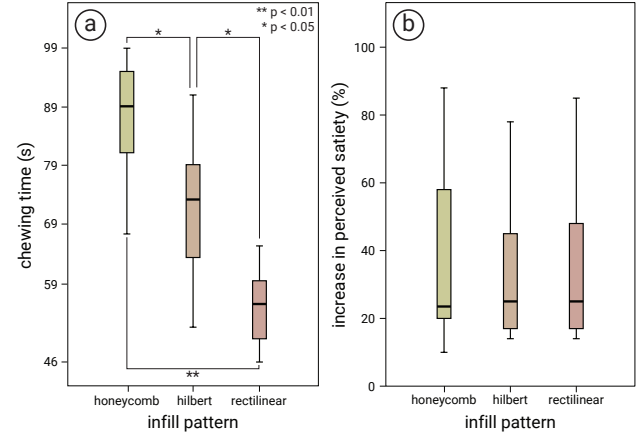 a
** p < 0.01
* p < 0.05
*
*
99
89
79
69
59
46
**
chewing time (s)
honeycomb hilbert rectilinear
infill pattern
b
100
80
60
40
20
0
increase in perceived satiety (%)
honeycomb hilbert rectilinear
infill pattern